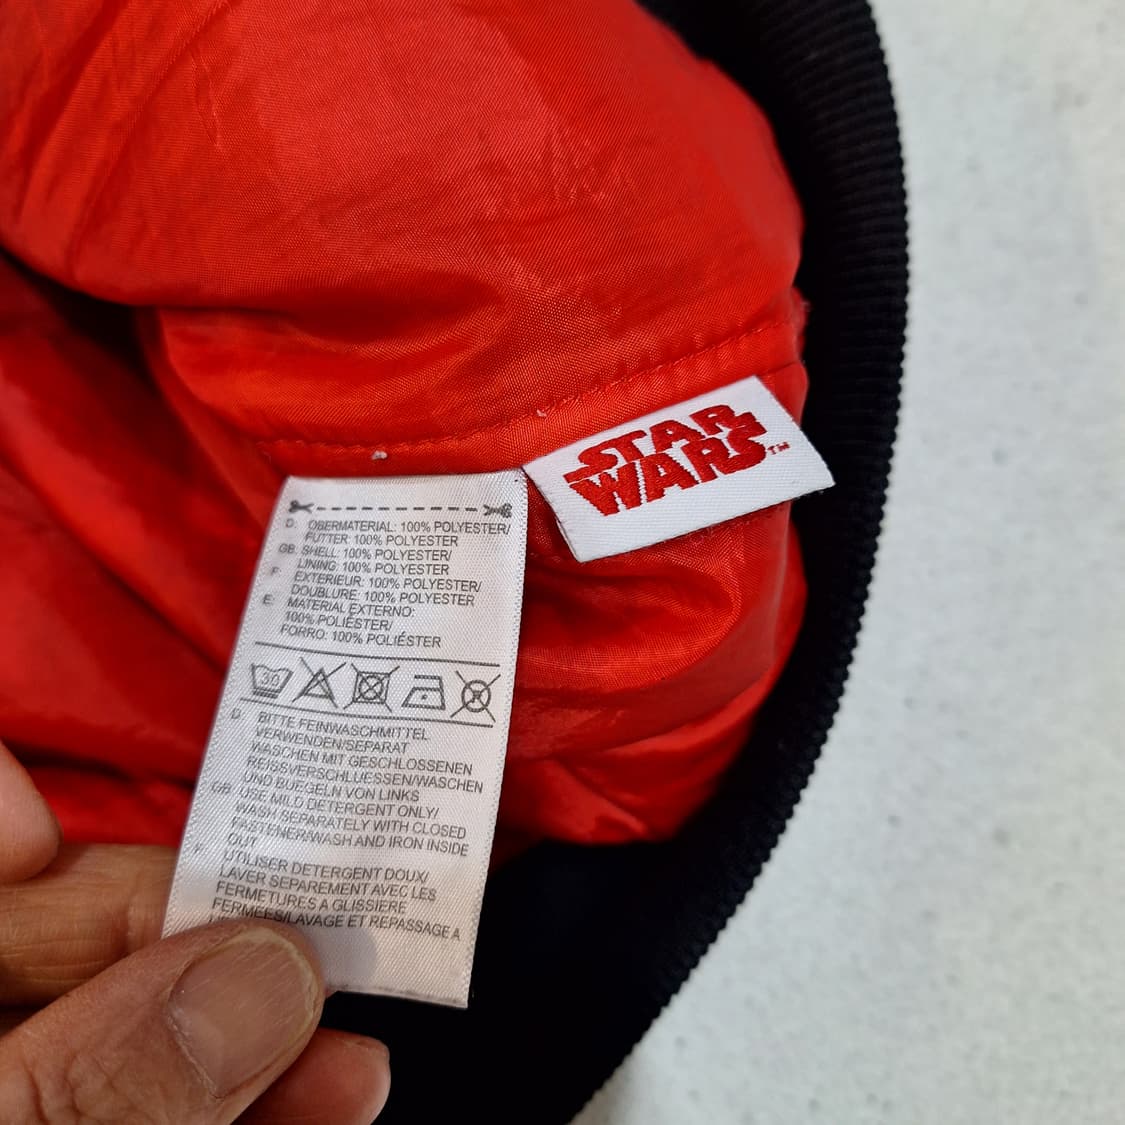 STAR
WARS™
D: OBERMATERIAL: 100% POLYESTER/
FUTTER: 100% POLYESTER
GB: SHELL: 100% POLYESTER/
LINING: 100% POLYESTER
F: EXTERIEUR: 100% POLYESTER/
DOUBLURE: 100% POLYESTER
E: MATERIAL EXTERNO:
100% POLIÉSTER/
FORRO: 100% POLIÉSTER
30
P
D: BITTE FEINWASCHMITTEL
VERWENDEN/SEPARAT
WASCHEN MIT GESCHLOSSENEN
REISSVERSCHLUESSEN/WASCHEN
UND BUEGELN VON LINKS
GB: USE MILD DETERGENT ONLY/
WASH SEPARATELY WITH CLOSED
FASTENER/WASH AND IRON INSIDE
OUT
F: UTILISER DETERGENT DOUX/
LAVER SEPAREMENT AVEC LES
FERMETURES A GLISSIERE
FERMEES/LAVAGE ET REPASSAGE A